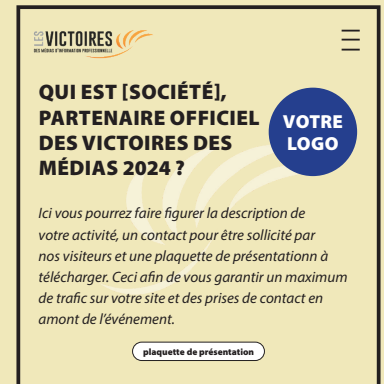 LES VICTOIRES
DES MÉDIAS D'INFORMATION PROFESSIONNELLE
QUI EST [SOCIÉTÉ],
PARTENAIRE OFFICIEL
DES VICTOIRES DES
MÉDIAS 2024 ?
VOTRE
LOGO
Ici vous pourrez faire figurer la description de
votre activité, un contact pour être sollicité par
nos visiteurs et une plaquette de présentationn à
télécharger. Ceci afin de vous garantir un maximum
de trafic sur votre site et des prises de contact en
amont de l'événement.
plaquette de présentation